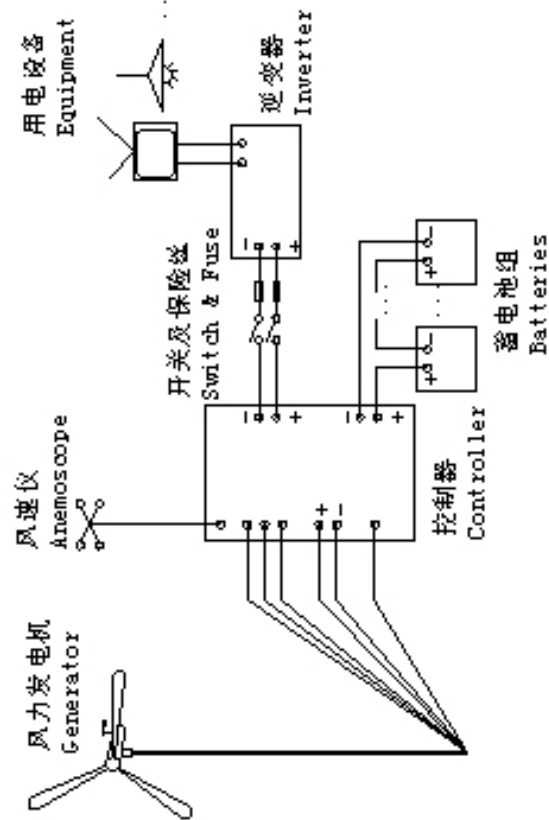 风力发电机
Generator
风速仪
Anemoscope
开关及保险丝
Switch & Fuse
用电设备
Equipment
逆变器
Inverter
控制器
Controller
蓄电池组
Batteries